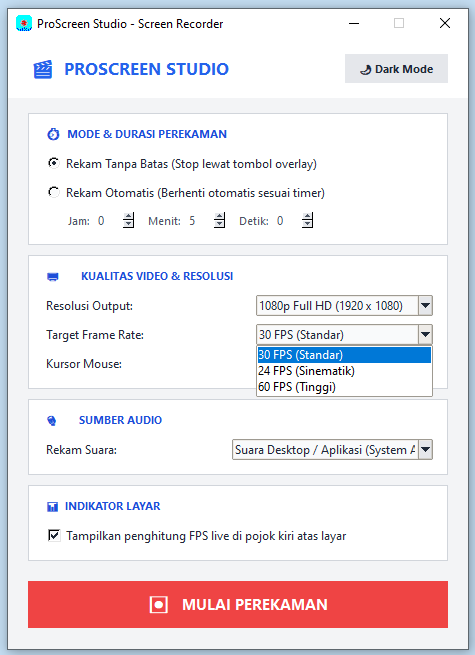 ProScreen Studio - Screen Recorder
PROSCREEN STUDIO
Dark Mode
MODE & DURASI PEREKAMAN
Rekam Tanpa Batas (Stop lewat tombol overlay)
Rekam Otomatis (Berhenti otomatis sesuai timer)
Jam: 0 Menit: 5 Detik: 0
KUALITAS VIDEO & RESOLUSI
Resolusi Output: 1080p Full HD (1920 x 1080)
Target Frame Rate: 30 FPS (Standar)
30 FPS (Standar)
24 FPS (Sinematik)
Kursor Mouse:
60 FPS (Tinggi)
SUMBER AUDIO
Rekam Suara: Suara Desktop / Aplikasi (System A
INDIKATOR LAYAR
Tampilkan penghitung FPS live di pojok kiri atas layar
MULAI PEREKAMAN